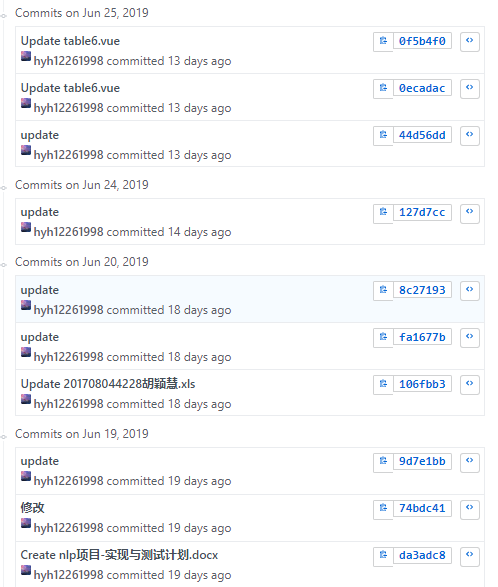 Commits on Jun 25, 2019
Update table6.vue
0f5b4f0
hyh12261998 committed 13 days ago
Update table6.vue
0ecadac
hyh12261998 committed 13 days ago
update
44d56dd
hyh12261998 committed 13 days ago
Commits on Jun 24, 2019
update
127d7cc
hyh12261998 committed 14 days ago
Commits on Jun 20, 2019
update
8c27193
hyh12261998 committed 18 days ago
update
fa1677b
hyh12261998 committed 18 days ago
Update 201708044228胡颖慧.xls
106fbb3
hyh12261998 committed 18 days ago
Commits on Jun 19, 2019
update
9d7e1bb
hyh12261998 committed 19 days ago
修改
74bdc41
hyh12261998 committed 19 days ago
Create nlp项目-实现与测试计划.docx
da3adc8
hyh12261998 committed 19 days ago